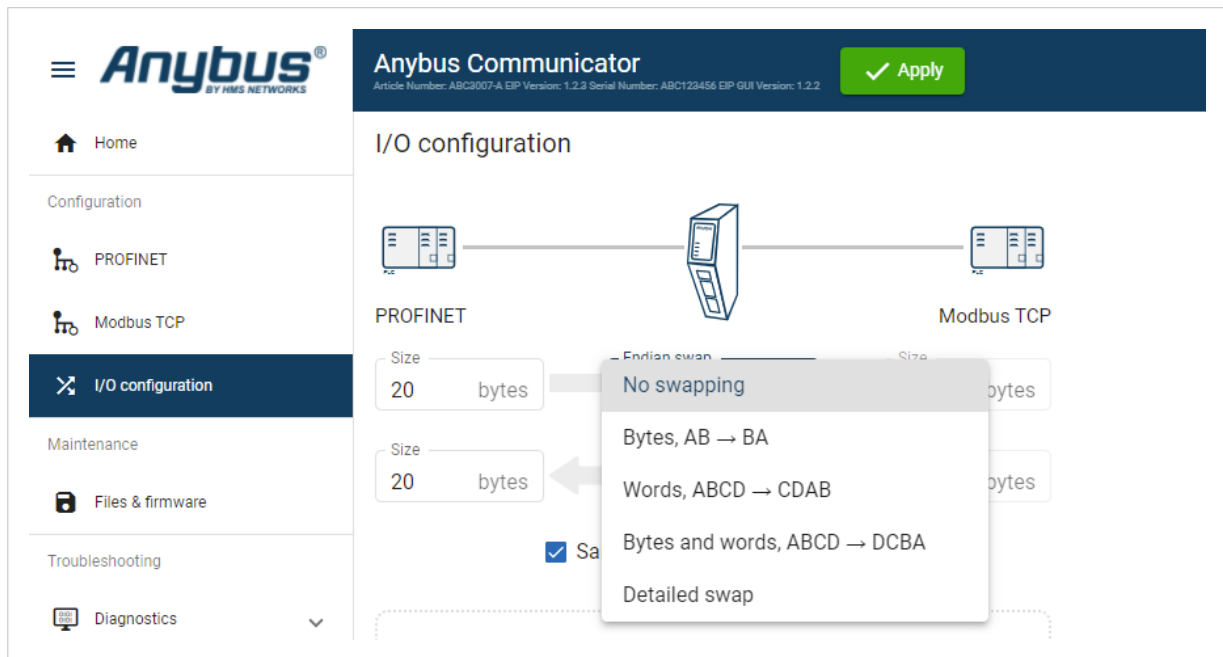 Anybus®
BY HMS NETWORKS
Anybus Communicator
Article Number: ABC3007-A EIP Version: 1.2.3 Serial Number: ABC123456 EIP GUI Version: 1.2.2
Apply
Home
Configuration
PROFINET
Modbus TCP
I/O configuration
Maintenance
Files & firmware
Troubleshooting
Diagnostics
I/O configuration
PROFINET
Modbus TCP
Size
20 bytes
Endian swap
Size
bytes
Size
20 bytes
bytes
Sa
No swapping
Bytes, AB → BA
Words, ABCD → CDAB
Bytes and words, ABCD → DCBA
Detailed swap